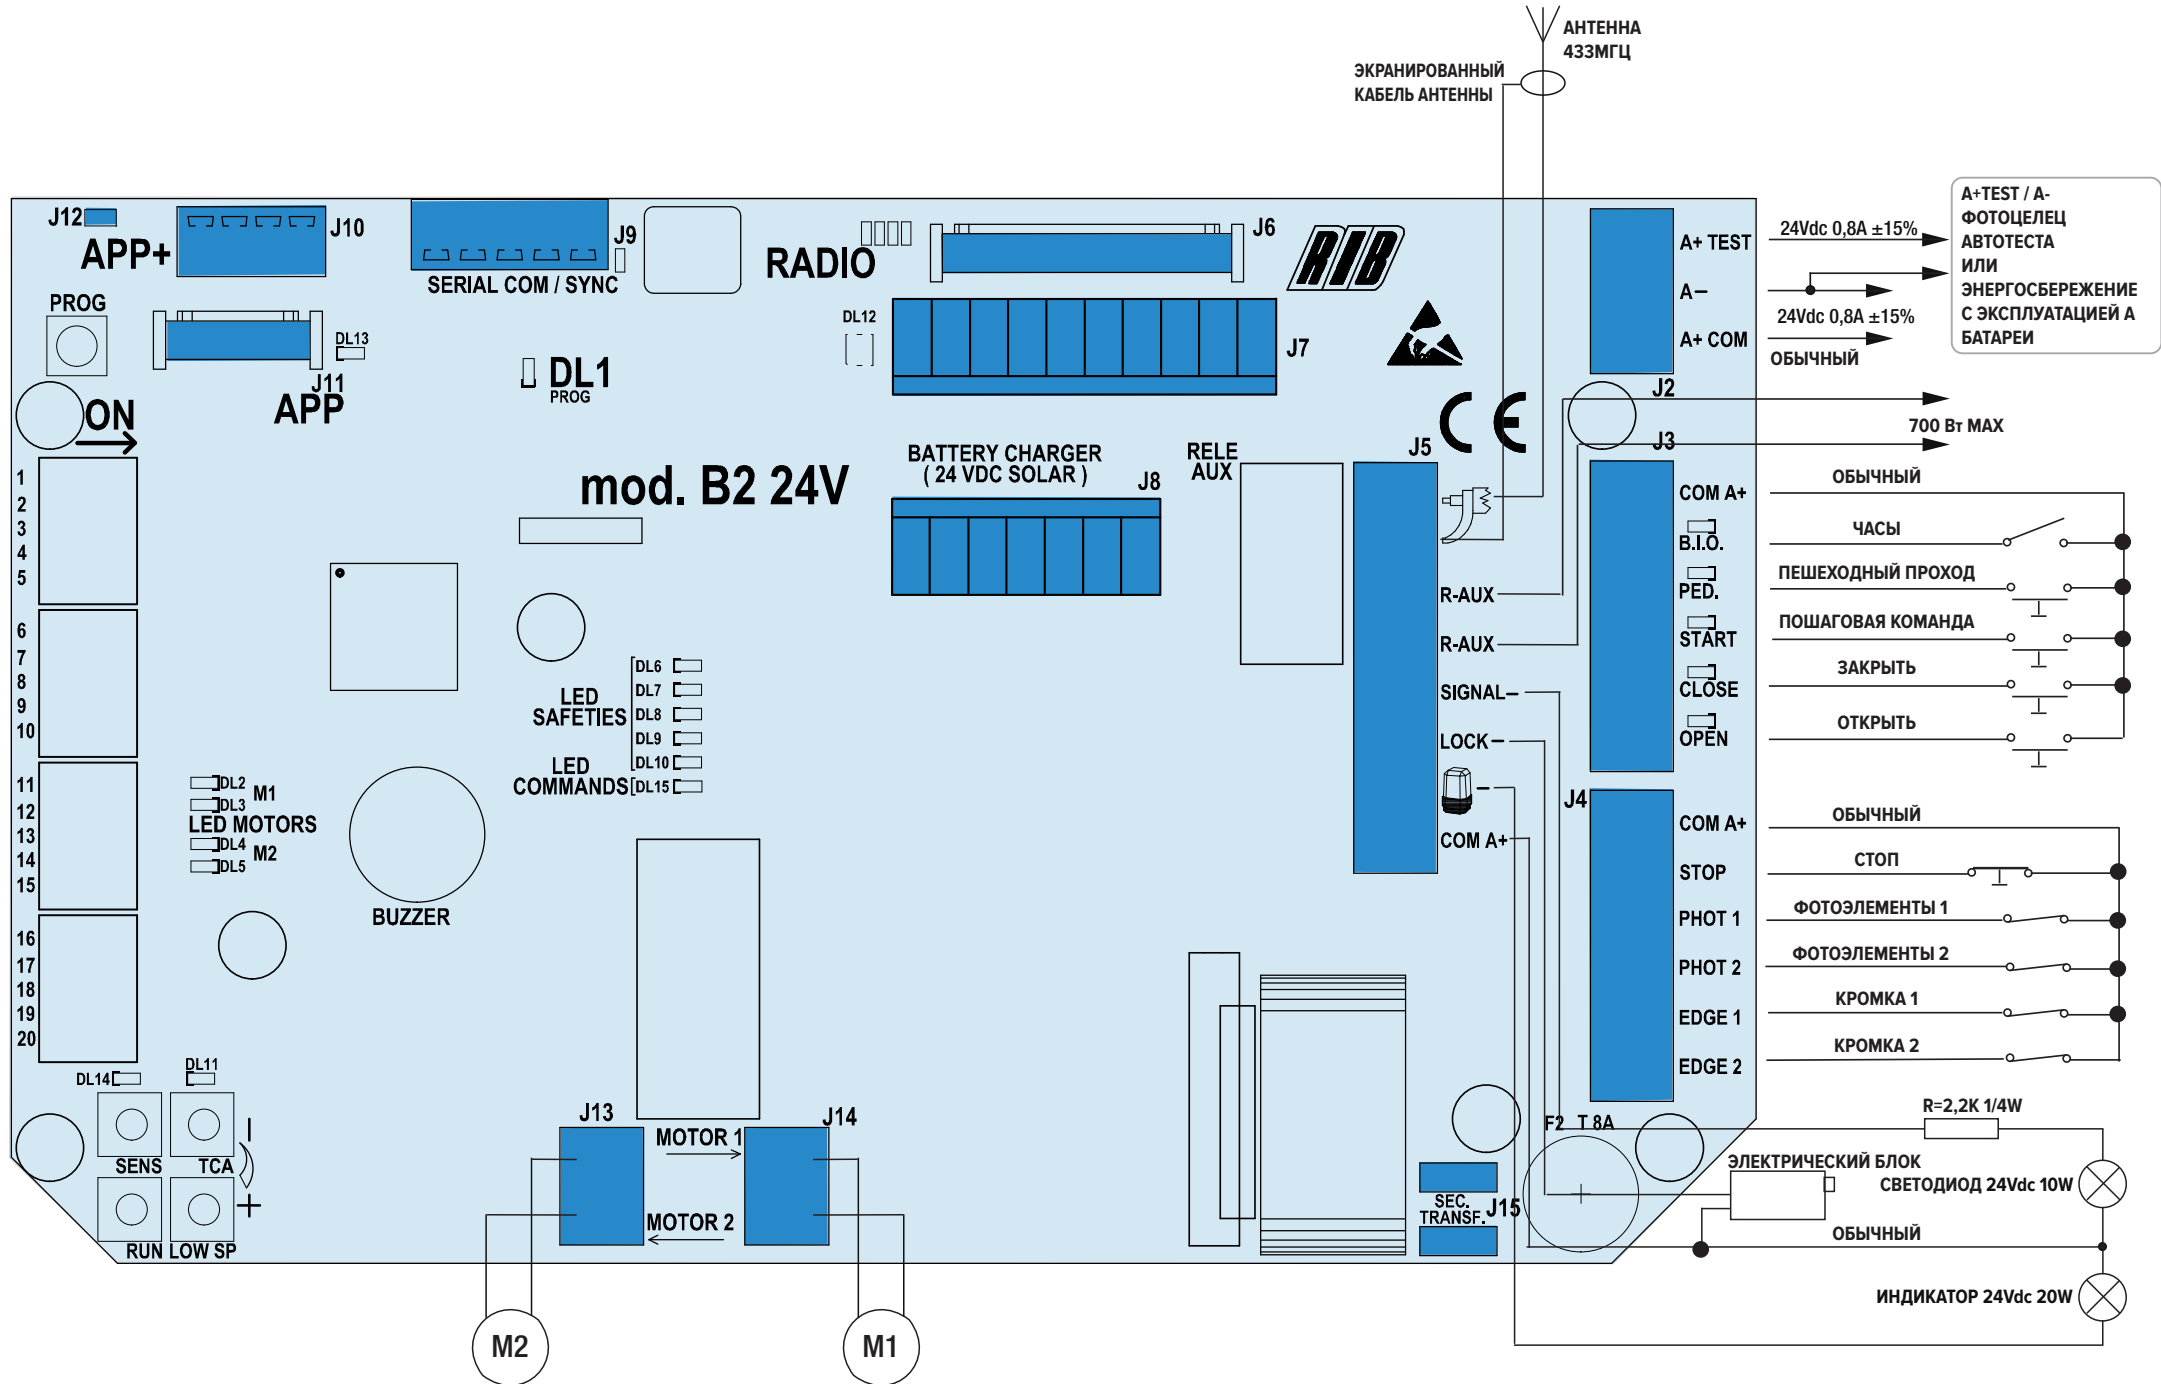 АНТЕННА
433МГЦ
ЭКРАНИРОВАННЫЙ
КАБЕЛЬ АНТЕННЫ
J12
APP+
J10
J9
SERIAL COM / SYNC
RADIO
J6
RIB
A+ TEST
A–
A+ COM
24Vdc 0,8A ±15%
24Vdc 0,8A ±15%
ОБЫЧНЫЙ
A+TEST / A-
ФОТОЦЕЛЕЦ
АВТОТЕСТА
ИЛИ
ЭНЕРГОСБЕРЕЖЕНИЕ
С ЭКСПЛУАТАЦИЕЙ А
БАТАРЕИ
PROG
DL13
J11
APP
DL1
PROG
DL12
J7
J2
CE
700 Вт MAX
ON
1
2
3
4
5
6
7
8
9
10
11
12
13
14
15
16
17
18
19
20
mod. B2 24V
BATTERY CHARGER
( 24 VDC SOLAR )
J8
RELE
AUX
J5
R-AUX
R-AUX
SIGNAL–
LOCK –
–
COM A+
J3
COM A+
B.I.O.
PED.
START
CLOSE
OPEN
ОБЫЧНЫЙ
ЧАСЫ
ПЕШЕХОДНЫЙ ПРОХОД
ПОШАГОВАЯ КОМАНДА
ЗАКРЫТЬ
ОТКРЫТЬ
J4
COM A+
STOP
PHOT 1
PHOT 2
EDGE 1
EDGE 2
ОБЫЧНЫЙ
СТОП
ФОТОЭЛЕМЕНТЫ 1
ФОТОЭЛЕМЕНТЫ 2
КРОМКА 1
КРОМКА 2
LED
SAFETIES
DL6
DL7
DL8
DL9
DL10
LED
COMMANDS
DL15
DL2
DL3
M1
LED MOTORS
DL4
DL5
M2
BUZZER
DL14
DL11
SENS
TCA
–
+
RUN
LOW SP
J13
MOTOR 1
J14
MOTOR 2
M2
M1
F2 T 8A
SEC.
TRANSF.
J15
R=2,2K 1/4W
ЭЛЕКТРИЧЕСКИЙ БЛОК
СВЕТОДИОД 24Vdc 10W
ОБЫЧНЫЙ
ИНДИКАТОР 24Vdc 20W